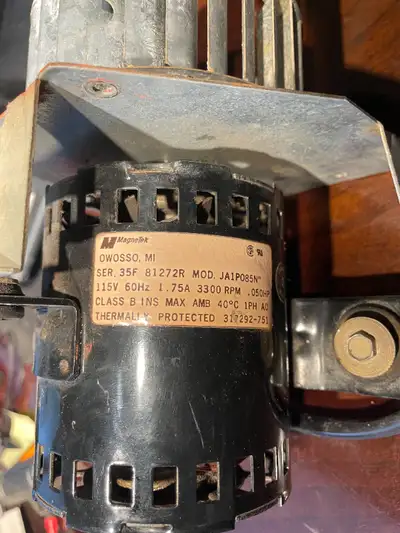 MagneTek
OWOSSO, MI
SER. 35F 81272R MOD. JA1P085N
115V 60Hz 1.75A 3300 RPM .050HP
CLASS B INS MAX AMB 40°C 1PH AC
THERMALLY PROTECTED 317292-751